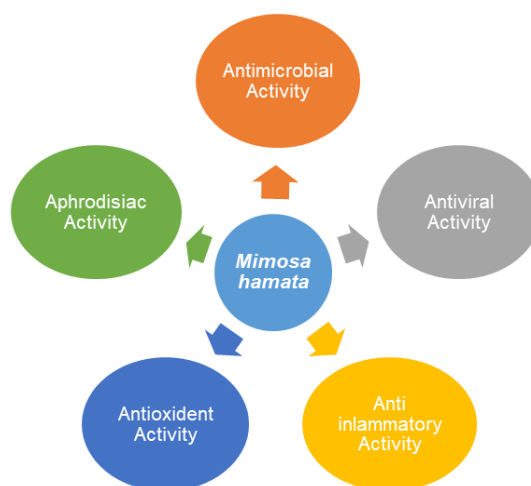 Antimicrobial
Activity
Aphrodisiac
Activity
Antiviral
Activity
Mimosa
hamata
Antioxident
Activity
Anti
inlammatory
Activity